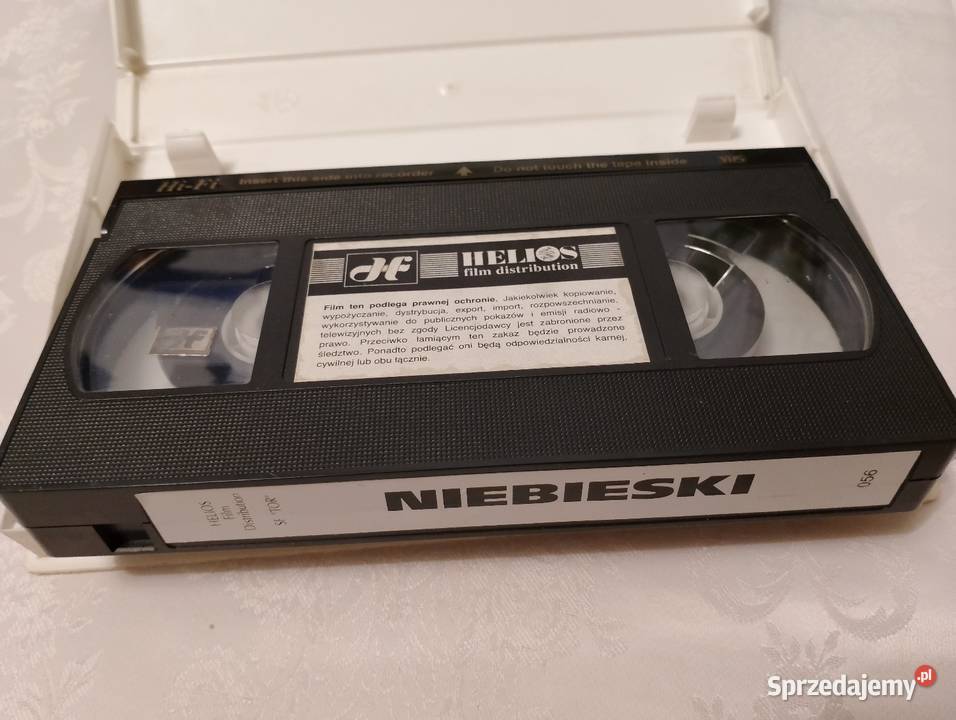 Hi-Fi Insert this side into recorder Do not touch the tape inside VHS
HELIOS
film distribution
Film ten podlega prawnej ochronie. Jakiekolwiek kopiowanie,
wypożyczanie, dystrybucja, export, import, rozpowszechnianie,
wykorzystywanie do publicznych pokazów i emisji radiowo -
telewizyjnych bez zgody Licencjodawcy jest zabronione przez
prawo. Przeciwko łamiącym ten zakaz będzie prowadzone
śledztwo. Ponadto podlegać oni będą odpowiedzialności karnej,
cywilnej lub obu łącznie.
HELIOS
Film
Distribution
"TOR"
NIEBIESKI
056
Sprzedajemy.pl